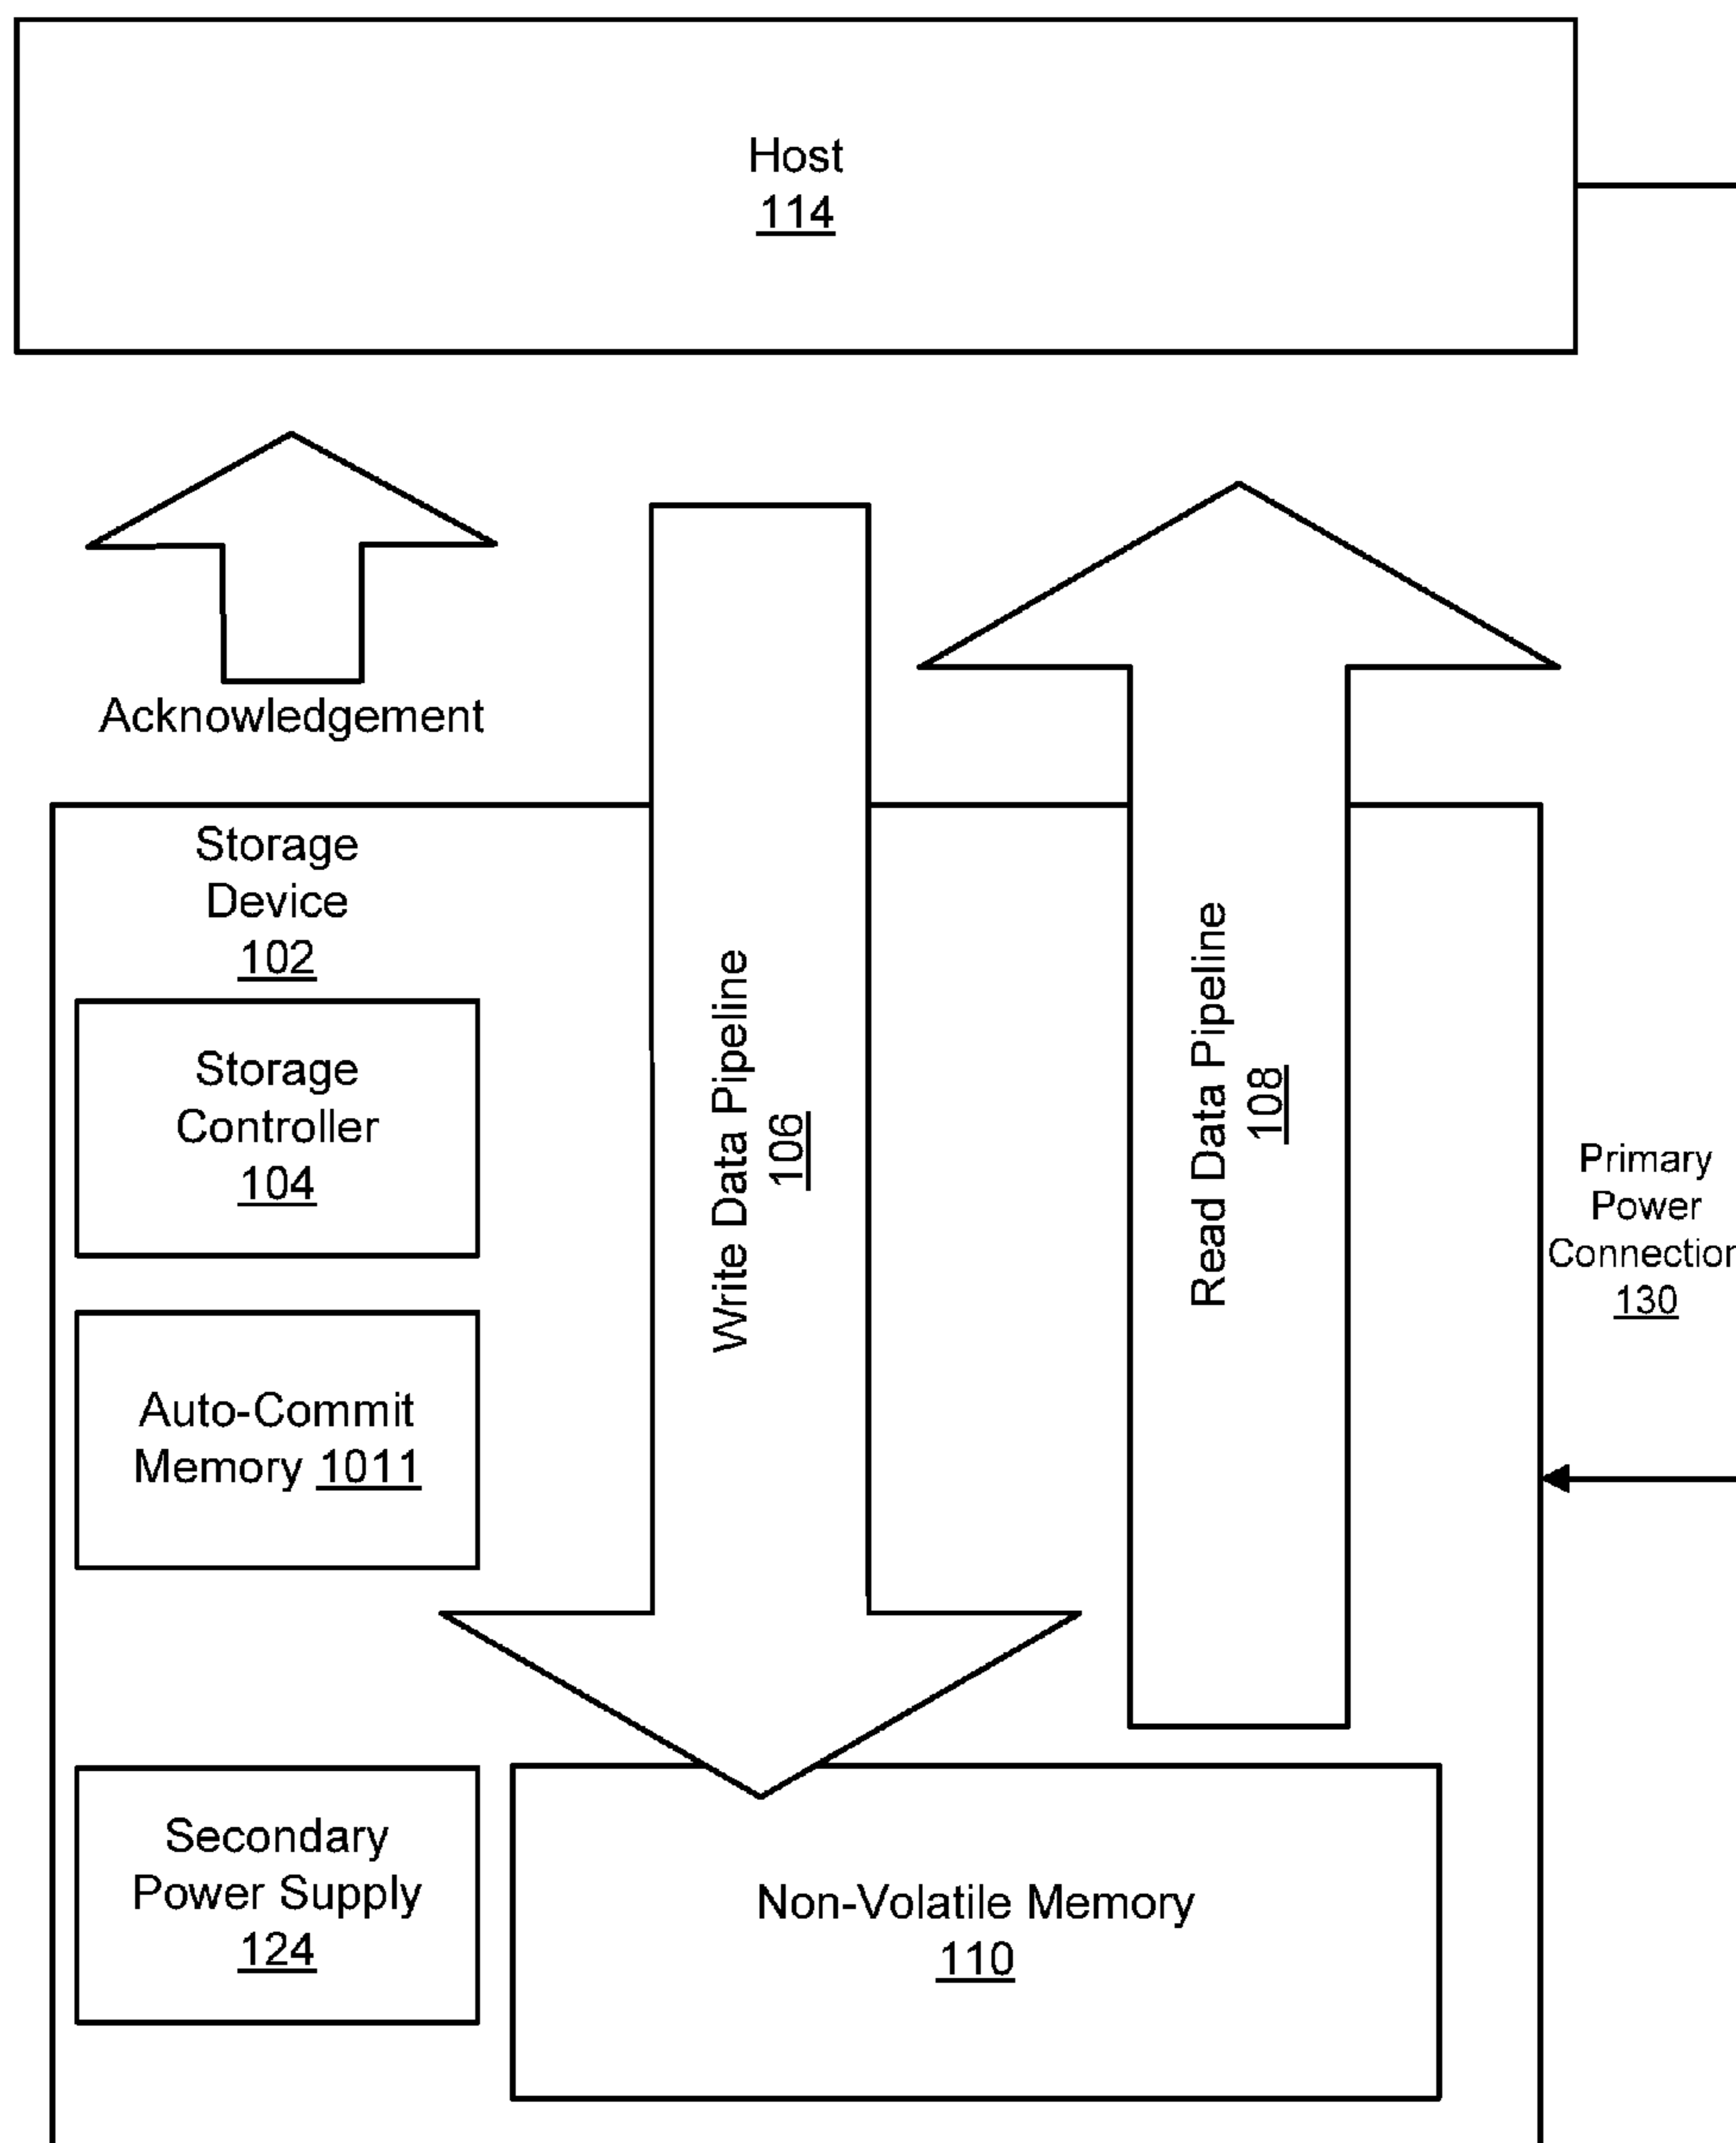 Host
114
Acknowledgement
Storage
Device
102
Storage
Controller
104
Auto-Commit
Memory 1011
Write Data Pipeline
106
Read Data Pipeline
108
Primary
Power
Connection
130
Secondary
Power Supply
124
Non-Volatile Memory
110